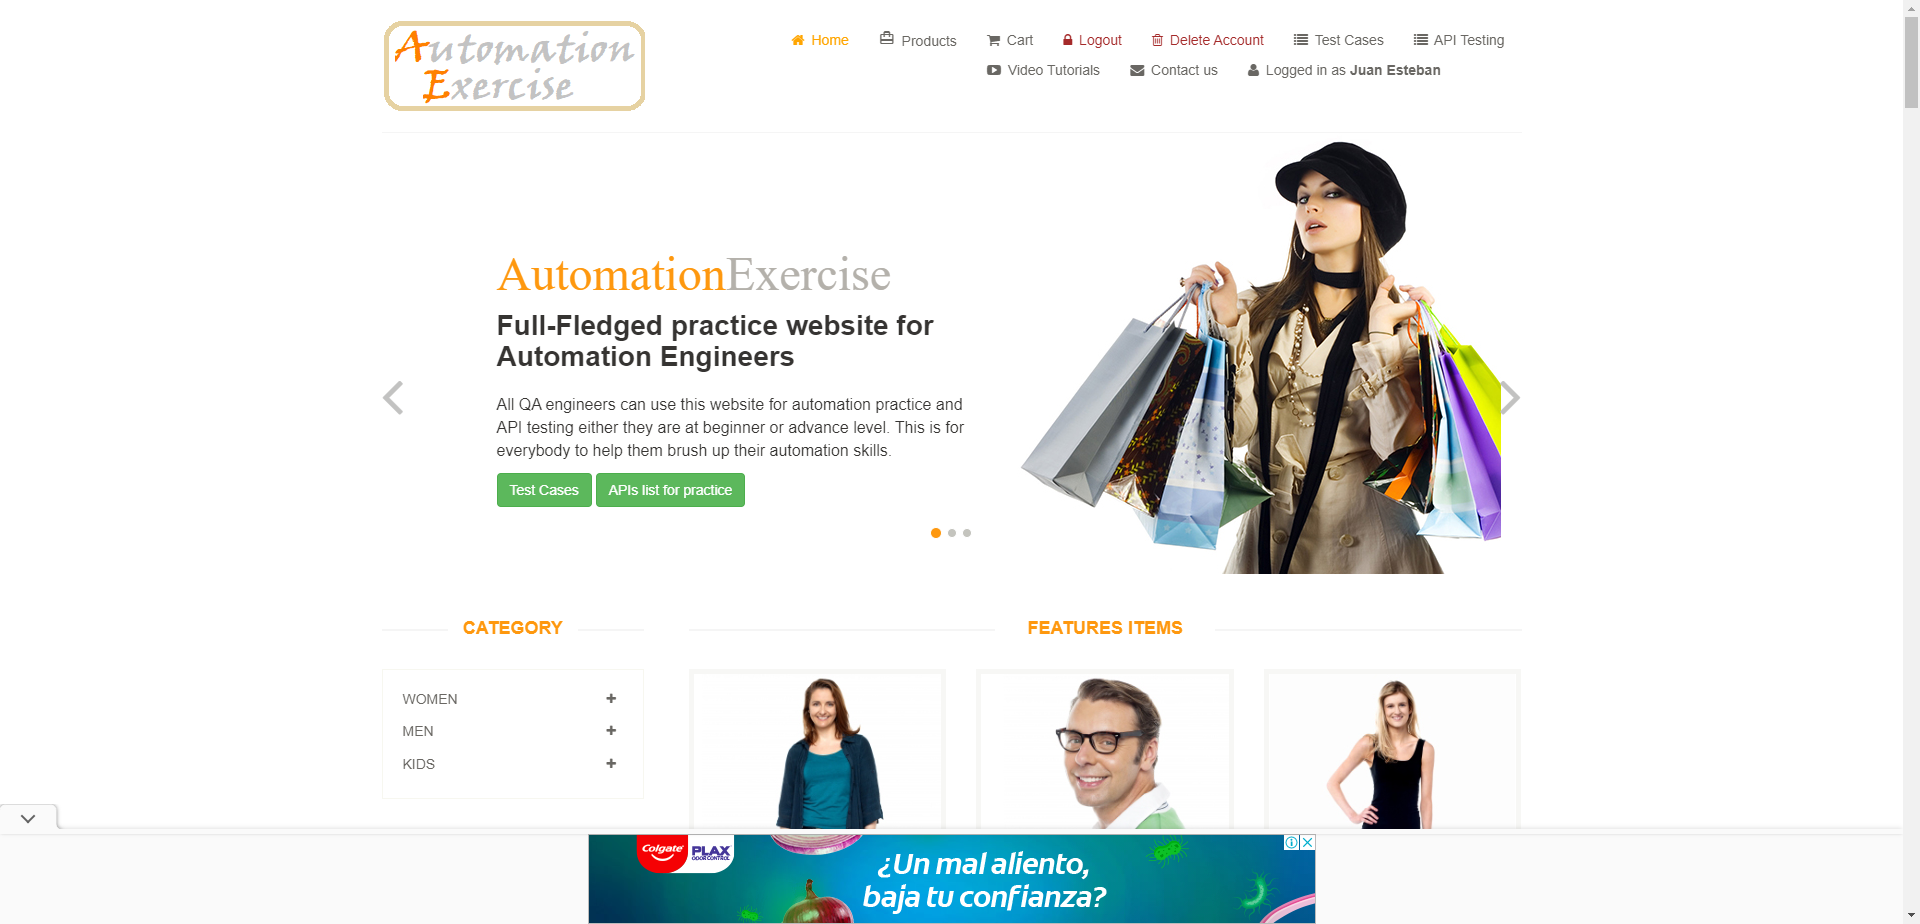 Automation
Exercise
Home
Products
Cart
Logout
Delete Account
Test Cases
API Testing
Video Tutorials
Contact us
Logged in as Juan Esteban
AutomationExercise
Full-Fledged practice website for
Automation Engineers
All QA engineers can use this website for automation practice and
API testing either they are at beginner or advance level. This is for
everybody to help them brush up their automation skills.
Test Cases
APIs list for practice
CATEGORY
FEATURES ITEMS
WOMEN
MEN
KIDS
Colgate
PLAX
ODOR CONTROL
¿Un mal aliento,
baja tu confianza?